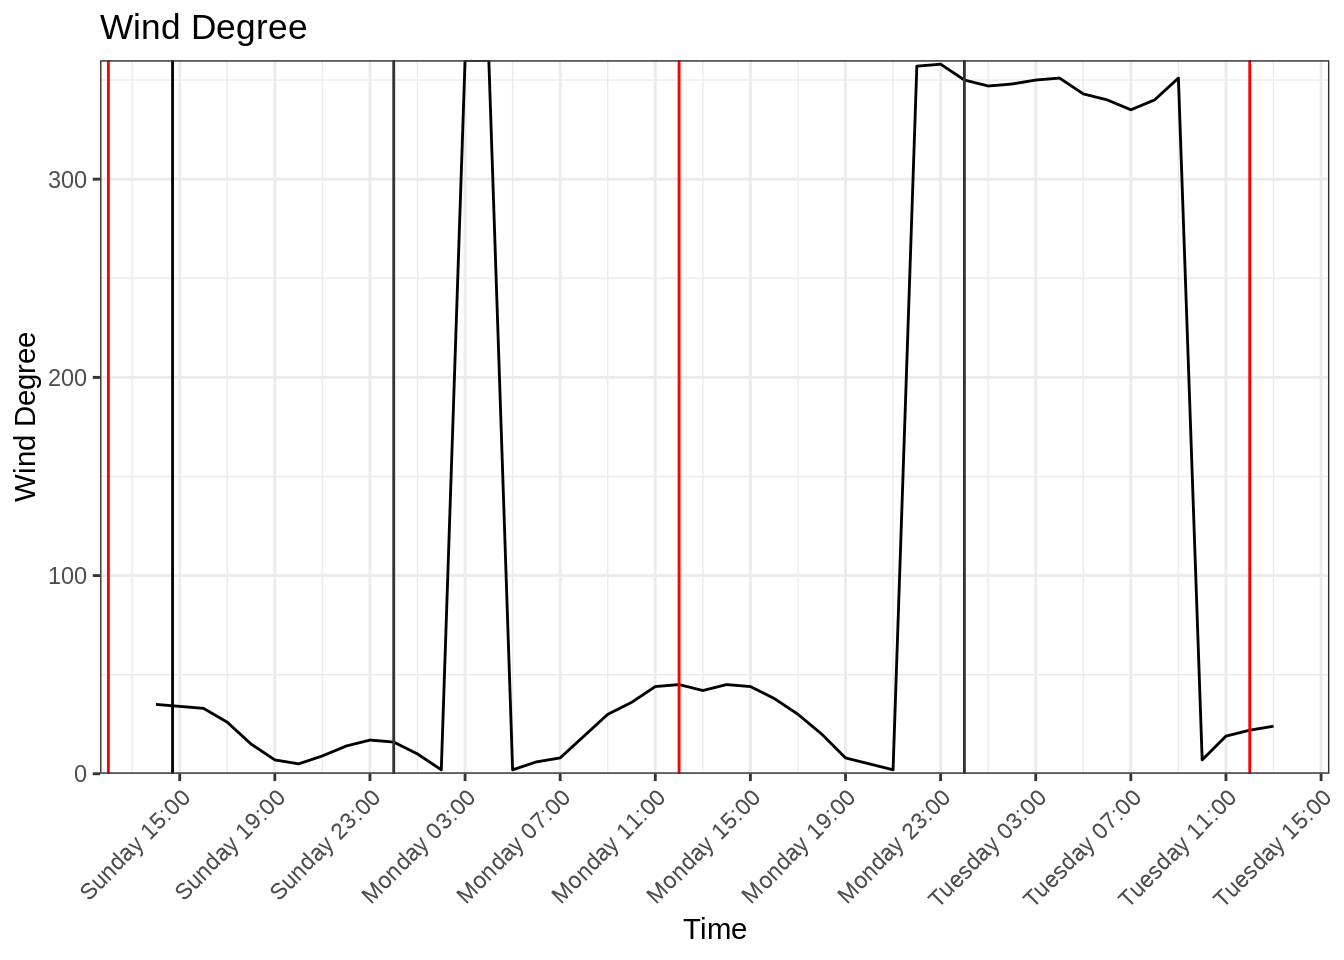 Wind Degree
Wind Degree
300
200
100
0
Sunday 15:00
Sunday 19:00
Sunday 23:00
Monday 03:00
Monday 07:00
Monday 11:00
Monday 15:00
Monday 19:00
Monday 23:00
Tuesday 03:00
Tuesday 07:00
Tuesday 11:00
Tuesday 15:00
Time